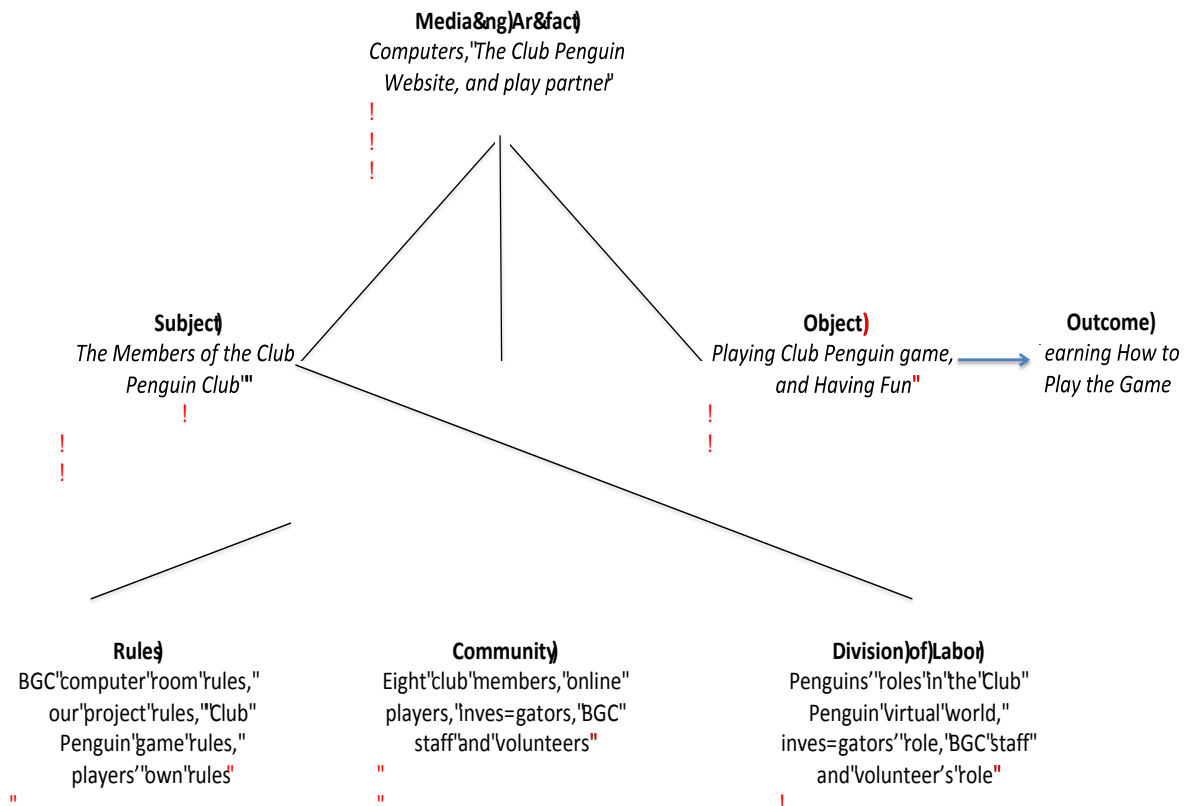 Media&ng)Ar&fact)
Computers,"The Club Penguin
Website, and play partner"
!
!
!
Subject)
The Members of the Club
Penguin Club'"
!
!
!
Object)
Playing Club Penguin game,
and Having Fun"
!
!
Outcome)
earning How to
Play the Game
Rules)
BGC"computer"room"rules,"
our"project"rules,"Club"
Penguin"game"rules,"
players'"own"rules"
"
Community)
Eight"club"members,"online"
players,"inves=gators,"BGC"
staff"and"volunteers"
"
"
Division)of)Labor)
Penguins'"roles"in"the"Club"
Penguin"virtual"world,"
inves=gators'"role,"BGC"staff"
and"volunteer's"role"
!